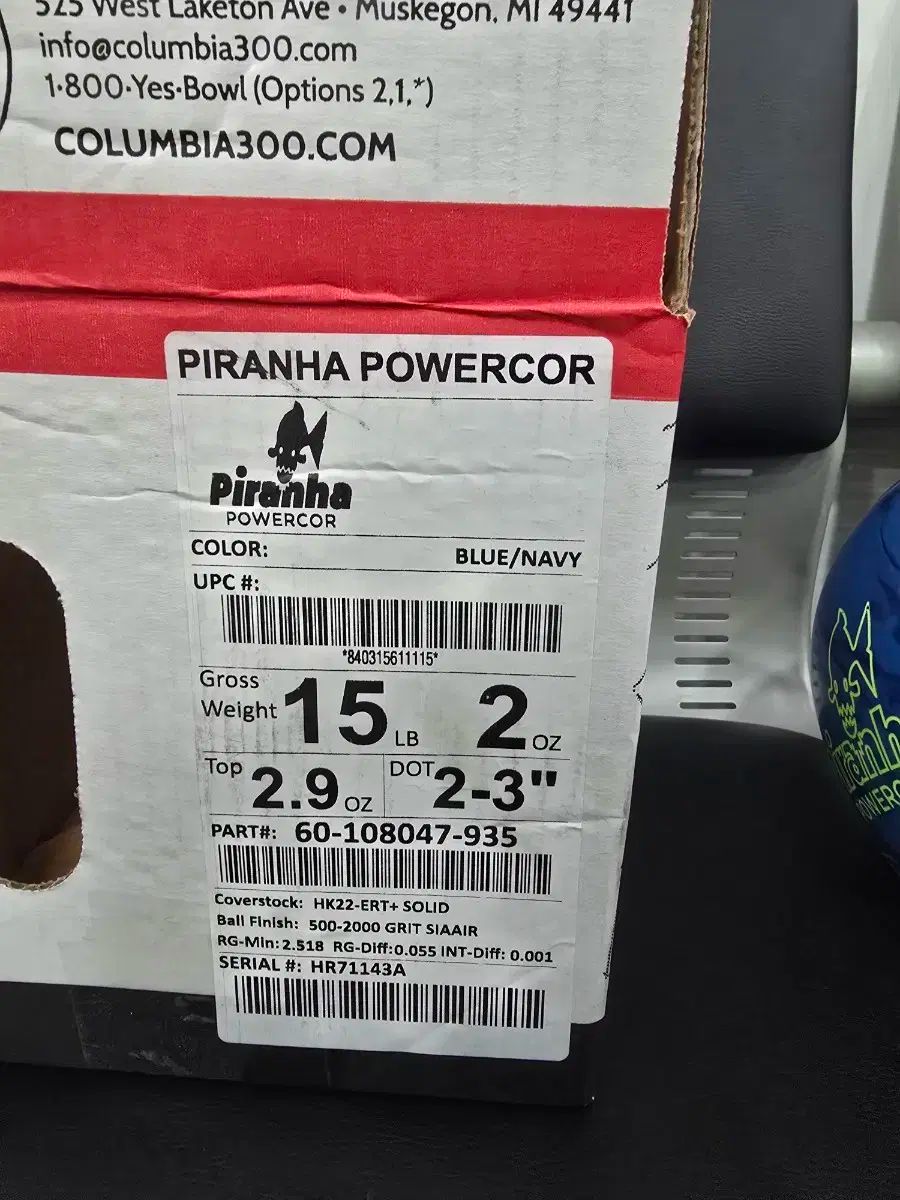 525 West Laketon Ave • Muskegon, MI 49441
info@columbia300.com
1•800•Yes•Bowl (Options 2,1,*)
COLUMBIA300.COM
PIRANHA POWERCOR
Piranha
POWERCOR
COLOR: BLUE/NAVY
UPC #:
*840315611115*
Gross Weight 15 LB 2 OZ
Top 2.9 OZ DOT 2-3"
PART#: 60-108047-935
Coverstock: HK22-ERT+ SOLID
Ball Finish: 500-2000 GRIT SIAAIR
RG-Min: 2.518 RG-Diff: 0.055 INT-Diff: 0.001
SERIAL #: HR71143A